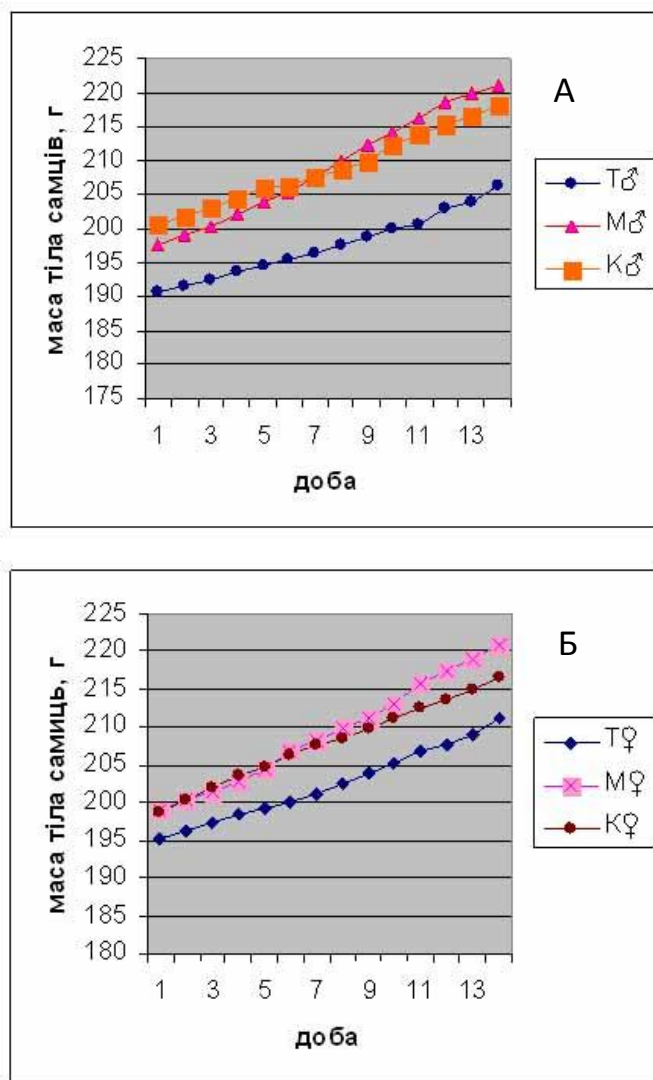 225
220
215
210
205
200
195
190
185
180
175
маса тіла самців, г
1 3 5 7 9 11 13
доба
А
Т♂
М♂
К♂
225
220
215
210
205
200
195
190
185
180
маса тіла самиць, г
1 3 5 7 9 11 13
доба
Б
Т♀
М♀
К♀